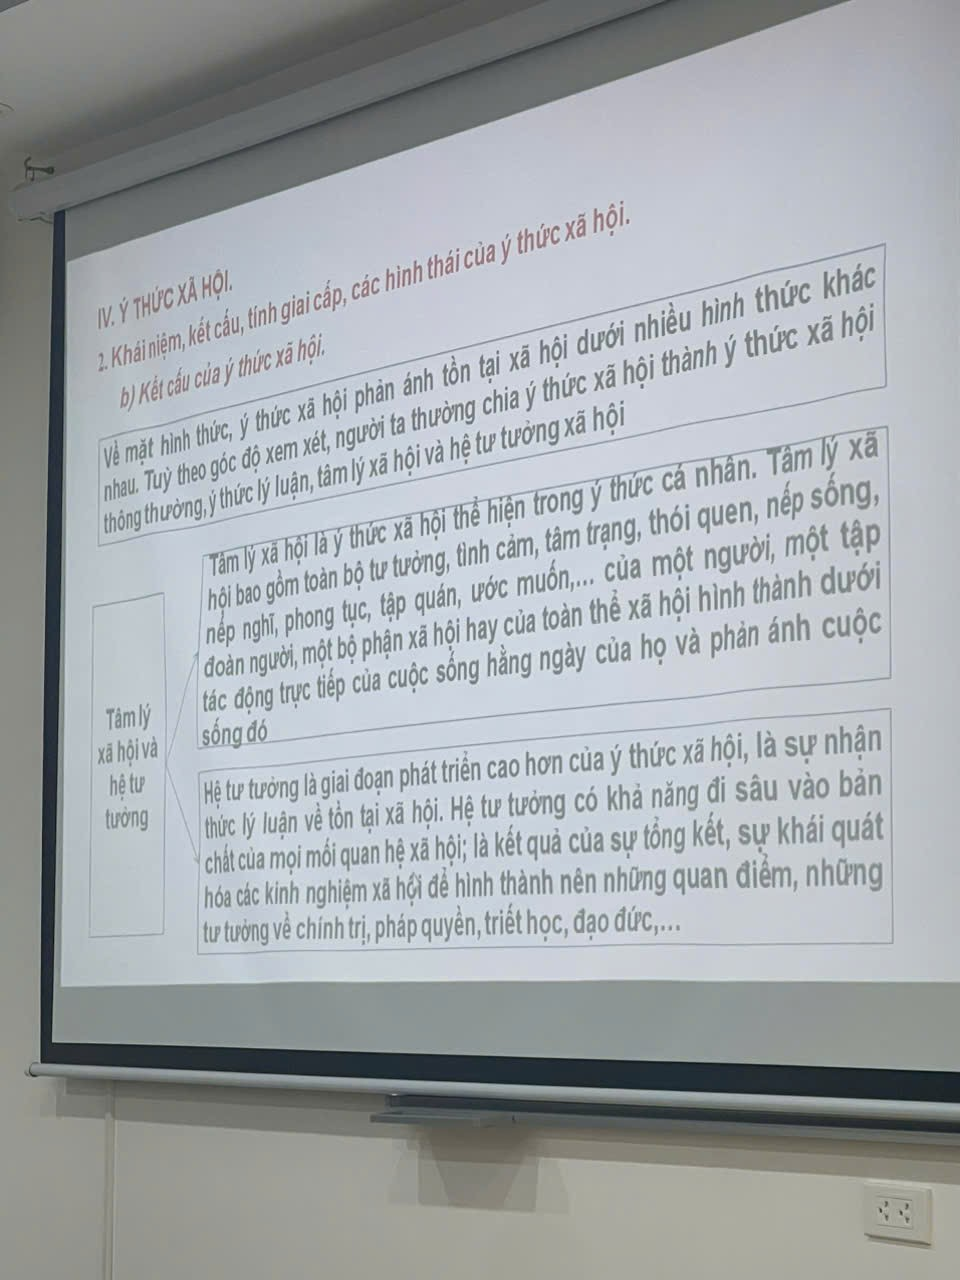 IV. Ý THỨC XÃ HỘI.
2. Khái niệm, kết cấu, tính giai cấp, các hình thái của ý thức xã hội.
b) Kết cấu của ý thức xã hội.
Về mặt hình thức, ý thức xã hội phản ánh tồn tại xã hội dưới nhiều hình thức khác
nhau. Tuỳ theo góc độ xem xét, người ta thường chia ý thức xã hội thành ý thức xã hội
thông thường, ý thức lý luận, tâm lý xã hội và hệ tư tưởng xã hội
Tâm lý
xã hội và
hệ tư
tưởng
Tâm lý xã hội là ý thức xã hội thể hiện trong ý thức cá nhân. Tâm lý xã
hội bao gồm toàn bộ tư tưởng, tình cảm, tâm trạng, thói quen, nếp sống,
nếp nghĩ, phong tục, tập quán, ước muốn,... của một người, một tập
đoàn người, một bộ phận xã hội hay của toàn thể xã hội hình thành dưới
tác động trực tiếp của cuộc sống hằng ngày của họ và phản ánh cuộc
sống đó
Hệ tư tưởng là giai đoạn phát triển cao hơn của ý thức xã hội, là sự nhận
thức lý luận về tồn tại xã hội. Hệ tư tưởng có khả năng đi sâu vào bản
chất của mọi mối quan hệ xã hội; là kết quả của sự tổng kết, sự khái quát
hóa các kinh nghiệm xã hội để hình thành nên những quan điểm, những
tư tưởng về chính trị, pháp quyền, triết học, đạo đức,...